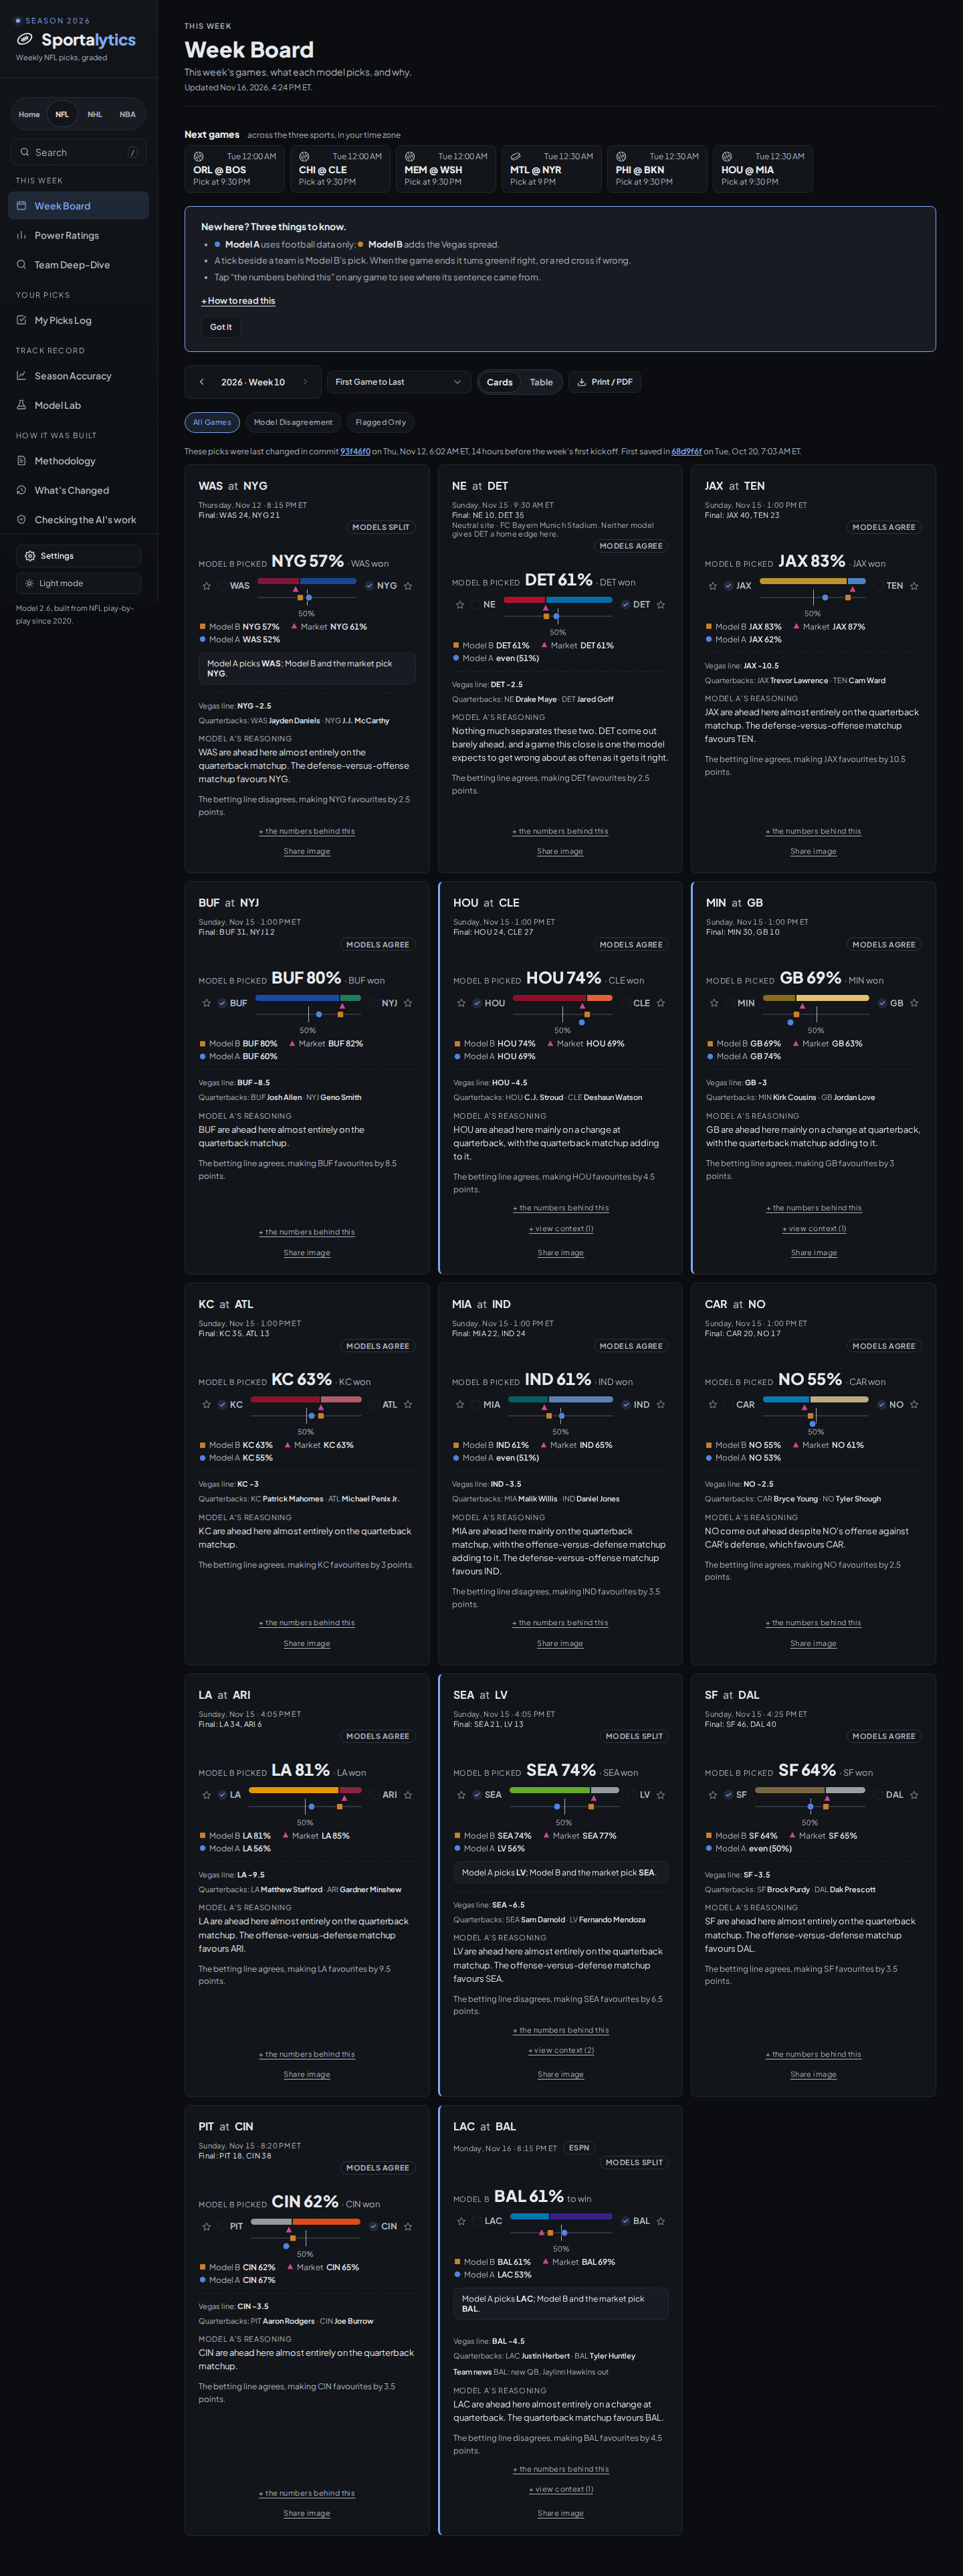 SEASON 2026
Sportalytics
Weekly NFL picks, graded
Home NFL NHL NBA
Search /
THIS WEEK
Week Board
Power Ratings
Team Deep-Dive
YOUR PICKS
My Picks Log
TRACK RECORD
Season Accuracy
Model Lab
HOW IT WAS BUILT
Methodology
What's Changed
Checking the AI's work
Settings
Light mode
Model 2.6, built from NFL play-by-
play since 2020.
THIS WEEK
Week Board
This week's games, what each model picks, and why.
Updated Nov 16, 2026, 4:24 PM ET.
Next games across the three sports, in your time zone
Tue 12:00 AM
ORL @ BOS
Pick at 9:30 PM
Tue 12:00 AM
CHI @ CLE
Pick at 9:30 PM
Tue 12:00 AM
MEM @ WSH
Pick at 9:30 PM
Tue 12:30 AM
MTL @ NYR
Pick at 9 PM
Tue 12:30 AM
PHI @ BKN
Pick at 9:30 PM
Tue 12:30 AM
HOU @ MIA
Pick at 9:30 PM
New here? Three things to know.
Model A uses football data only; Model B adds the Vegas spread.
A tick beside a team is Model B's pick. When the game ends it turns green if right, or a red cross if wrong.
Tap “the numbers behind this” on any game to see where its sentence came from.
+ How to read this
Got it
2026 · Week 10
First Game to Last
Cards Table
Print / PDF
All Games Model Disagreement Flagged Only
These picks were last changed in commit 93f46f0 on Thu, Nov 12, 6:02 AM ET, 14 hours before the week's first kickoff. First saved in 68d9f6f on Tue, Oct 20, 7:03 AM ET.
WAS at NYG
Thursday, Nov 12 · 8:15 PM ET
Final: WAS 24, NYG 21
MODELS SPLIT
MODEL B PICKED NYG 57% · WAS won
WAS NYG
50%
Model B NYG 57% Market NYG 61%
Model A WAS 52%
Model A picks WAS; Model B and the market pick
NYG.
Vegas line: NYG -2.5
Quarterbacks: WAS Jayden Daniels · NYG J.J. McCarthy
MODEL A'S REASONING
WAS are ahead here almost entirely on the
quarterback matchup. The defense-versus-offense
matchup favours NYG.
The betting line disagrees, making NYG favourites by 2.5
points.
+ the numbers behind this
Share image
NE at DET
Sunday, Nov 15 · 9:30 AM ET
Final: NE 10, DET 35
Neutral site · FC Bayern Munich Stadium. Neither model
gives DET a home edge here.
MODELS AGREE
MODEL B PICKED DET 61% · DET won
NE DET
50%
Model B DET 61% Market DET 61%
Model A even (51%)
Vegas line: DET -2.5
Quarterbacks: NE Drake Maye · DET Jared Goff
MODEL A'S REASONING
Nothing much separates these two. DET come out
barely ahead, and a game this close is one the model
expects to get wrong about as often as it gets it right.
The betting line agrees, making DET favourites by 2.5
points.
+ the numbers behind this
Share image
JAX at TEN
Sunday, Nov 15 · 1:00 PM ET
Final: JAX 40, TEN 23
MODELS AGREE
MODEL B PICKED JAX 83% · JAX won
JAX TEN
50%
Model B JAX 83% Market JAX 87%
Model A JAX 62%
Vegas line: JAX -10.5
Quarterbacks: JAX Trevor Lawrence · TEN Cam Ward
MODEL A'S REASONING
JAX are ahead here almost entirely on the quarterback
matchup. The defense-versus-offense matchup
favours TEN.
The betting line agrees, making JAX favourites by 10.5
points.
+ the numbers behind this
Share image
BUF at NYJ
Sunday, Nov 15 · 1:00 PM ET
Final: BUF 31, NYJ 12
MODELS AGREE
MODEL B PICKED BUF 80% · BUF won
BUF NYJ
50%
Model B BUF 80% Market BUF 82%
Model A BUF 60%
Vegas line: BUF -8.5
Quarterbacks: BUF Josh Allen · NYJ Geno Smith
MODEL A'S REASONING
BUF are ahead here almost entirely on the
quarterback matchup.
The betting line agrees, making BUF favourites by 8.5
points.
+ the numbers behind this
Share image
HOU at CLE
Sunday, Nov 15 · 1:00 PM ET
Final: HOU 24, CLE 27
MODELS AGREE
MODEL B PICKED HOU 74% · CLE won
HOU CLE
50%
Model B HOU 74% Market HOU 69%
Model A HOU 69%
Vegas line: HOU -4.5
Quarterbacks: HOU C.J. Stroud · CLE Deshaun Watson
MODEL A'S REASONING
HOU are ahead here mainly on a change at
quarterback, with the quarterback matchup adding
to it.
The betting line agrees, making HOU favourites by 4.5
points.
+ the numbers behind this
+ view context (1)
Share image
MIN at GB
Sunday, Nov 15 · 1:00 PM ET
Final: MIN 30, GB 10
MODELS AGREE
MODEL B PICKED GB 69% · MIN won
MIN GB
50%
Model B GB 69% Market GB 63%
Model A GB 74%
Vegas line: GB -3
Quarterbacks: MIN Kirk Cousins · GB Jordan Love
MODEL A'S REASONING
GB are ahead here mainly on a change at quarterback,
with the quarterback matchup adding to it.
The betting line agrees, making GB favourites by 3
points.
+ the numbers behind this
+ view context (1)
Share image
KC at ATL
Sunday, Nov 15 · 1:00 PM ET
Final: KC 35, ATL 13
MODELS AGREE
MODEL B PICKED KC 63% · KC won
KC ATL
50%
Model B KC 63% Market KC 63%
Model A KC 55%
Vegas line: KC -3
Quarterbacks: KC Patrick Mahomes · ATL Michael Penix Jr.
MODEL A'S REASONING
KC are ahead here almost entirely on the quarterback
matchup.
The betting line agrees, making KC favourites by 3 points.
+ the numbers behind this
Share image
MIA at IND
Sunday, Nov 15 · 1:00 PM ET
Final: MIA 22, IND 24
MODELS AGREE
MODEL B PICKED IND 61% · IND won
MIA IND
50%
Model B IND 61% Market IND 65%
Model A even (51%)
Vegas line: IND -3.5
Quarterbacks: MIA Malik Willis · IND Daniel Jones
MODEL A'S REASONING
MIA are ahead here mainly on the quarterback
matchup, with the offense-versus-defense matchup
adding to it. The defense-versus-offense matchup
favours IND.
The betting line disagrees, making IND favourites by 3.5
points.
+ the numbers behind this
Share image
CAR at NO
Sunday, Nov 15 · 1:00 PM ET
Final: CAR 20, NO 17
MODELS AGREE
MODEL B PICKED NO 55% · CAR won
CAR NO
50%
Model B NO 55% Market NO 61%
Model A NO 53%
Vegas line: NO -2.5
Quarterbacks: CAR Bryce Young · NO Tyler Shough
MODEL A'S REASONING
NO come out ahead despite NO's offense against
CAR's defense, which favours CAR.
The betting line agrees, making NO favourites by 2.5
points.
+ the numbers behind this
Share image
LA at ARI
Sunday, Nov 15 · 4:05 PM ET
Final: LA 34, ARI 6
MODELS AGREE
MODEL B PICKED LA 81% · LA won
LA ARI
50%
Model B LA 81% Market LA 85%
Model A LA 56%
Vegas line: LA -9.5
Quarterbacks: LA Matthew Stafford · ARI Gardner Minshew
MODEL A'S REASONING
LA are ahead here almost entirely on the quarterback
matchup. The offense-versus-defense matchup
favours ARI.
The betting line agrees, making LA favourites by 9.5
points.
+ the numbers behind this
Share image
SEA at LV
Sunday, Nov 15 · 4:05 PM ET
Final: SEA 21, LV 13
MODELS SPLIT
MODEL B PICKED SEA 74% · SEA won
SEA LV
50%
Model B SEA 74% Market SEA 77%
Model A LV 56%
Model A picks LV; Model B and the market pick SEA.
Vegas line: SEA -6.5
Quarterbacks: SEA Sam Darnold · LV Fernando Mendoza
MODEL A'S REASONING
LV are ahead here almost entirely on the quarterback
matchup. The offense-versus-defense matchup
favours SEA.
The betting line disagrees, making SEA favourites by 6.5
points.
+ the numbers behind this
+ view context (2)
Share image
SF at DAL
Sunday, Nov 15 · 4:25 PM ET
Final: SF 46, DAL 40
MODELS AGREE
MODEL B PICKED SF 64% · SF won
SF DAL
50%
Model B SF 64% Market SF 65%
Model A even (50%)
Vegas line: SF -3.5
Quarterbacks: SF Brock Purdy · DAL Dak Prescott
MODEL A'S REASONING
SF are ahead here almost entirely on the quarterback
matchup. The offense-versus-defense matchup
favours DAL.
The betting line agrees, making SF favourites by 3.5
points.
+ the numbers behind this
Share image
PIT at CIN
Sunday, Nov 15 · 8:20 PM ET
Final: PIT 18, CIN 38
MODELS AGREE
MODEL B PICKED CIN 62% · CIN won
PIT CIN
50%
Model B CIN 62% Market CIN 65%
Model A CIN 67%
Vegas line: CIN -3.5
Quarterbacks: PIT Aaron Rodgers · CIN Joe Burrow
MODEL A'S REASONING
CIN are ahead here almost entirely on the quarterback
matchup.
The betting line agrees, making CIN favourites by 3.5
points.
+ the numbers behind this
Share image
LAC at BAL
Monday, Nov 16 · 8:15 PM ET ESPN
MODELS SPLIT
MODEL B BAL 61% to win
LAC BAL
50%
Model B BAL 61% Market BAL 69%
Model A LAC 53%
Model A picks LAC; Model B and the market pick
BAL.
Vegas line: BAL -4.5
Quarterbacks: LAC Justin Herbert · BAL Tyler Huntley
Team news BAL: new QB, Jaylinn Hawkins out
MODEL A'S REASONING
LAC are ahead here almost entirely on a change at
quarterback. The quarterback matchup favours BAL.
The betting line disagrees, making BAL favourites by 4.5
points.
+ the numbers behind this
+ view context (1)
Share image